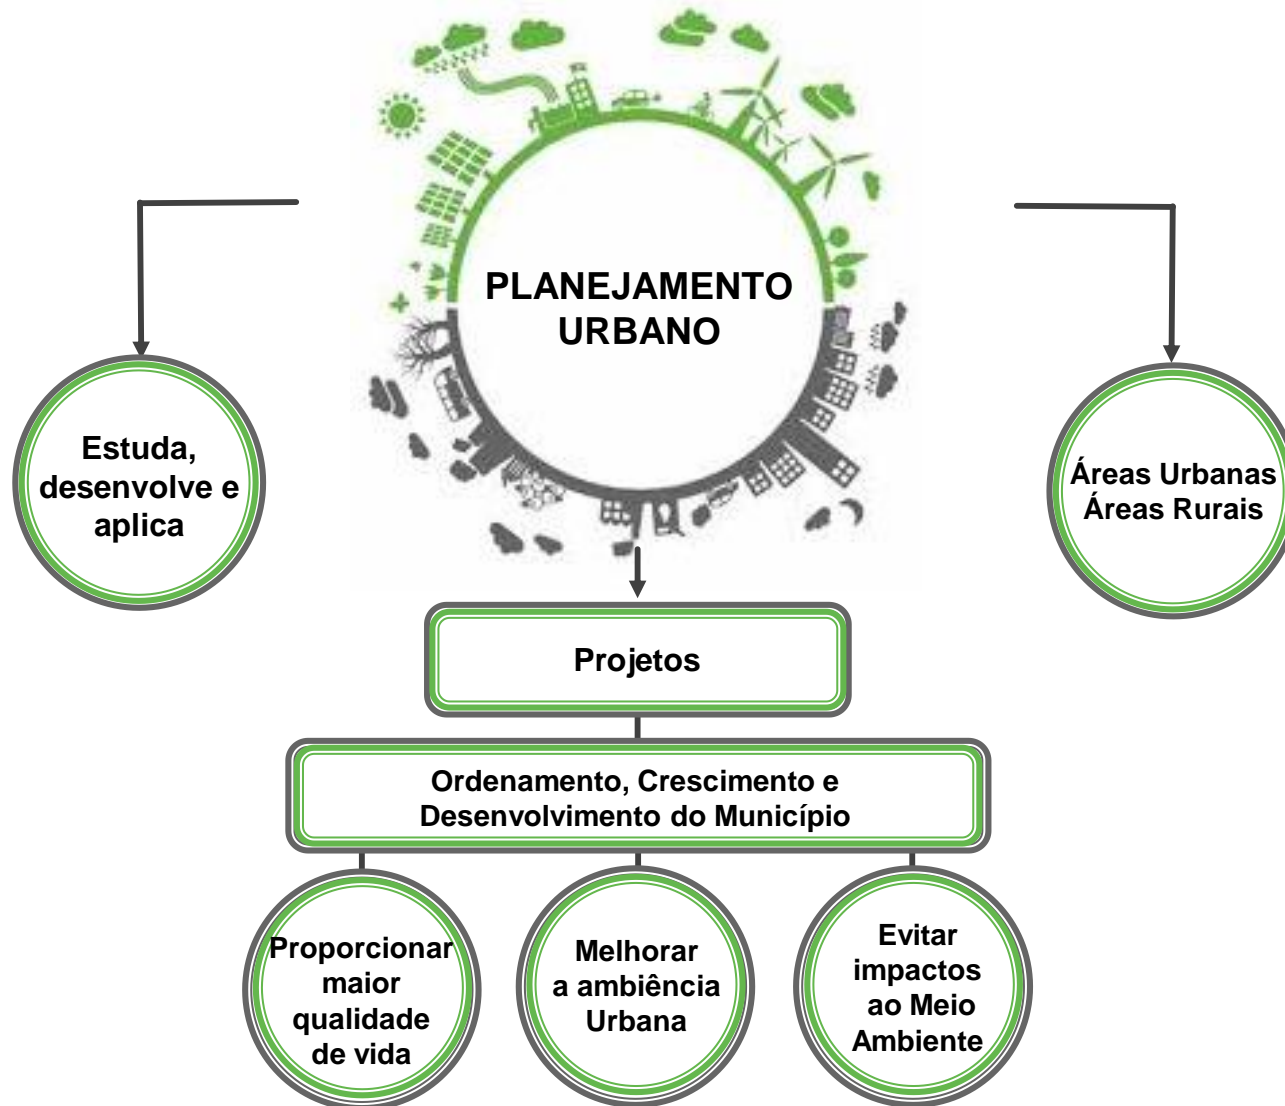 PLANEJAMENTO
URBANO
Estuda,
desenvolve e
aplica
Áreas Urbanas
Áreas Rurais
Projetos
Ordenamento, Crescimento e
Desenvolvimento do Município
Proporcionar
maior
qualidade
de vida
Melhorar
a ambiência
Urbana
Evitar
impactos
ao Meio
Ambiente